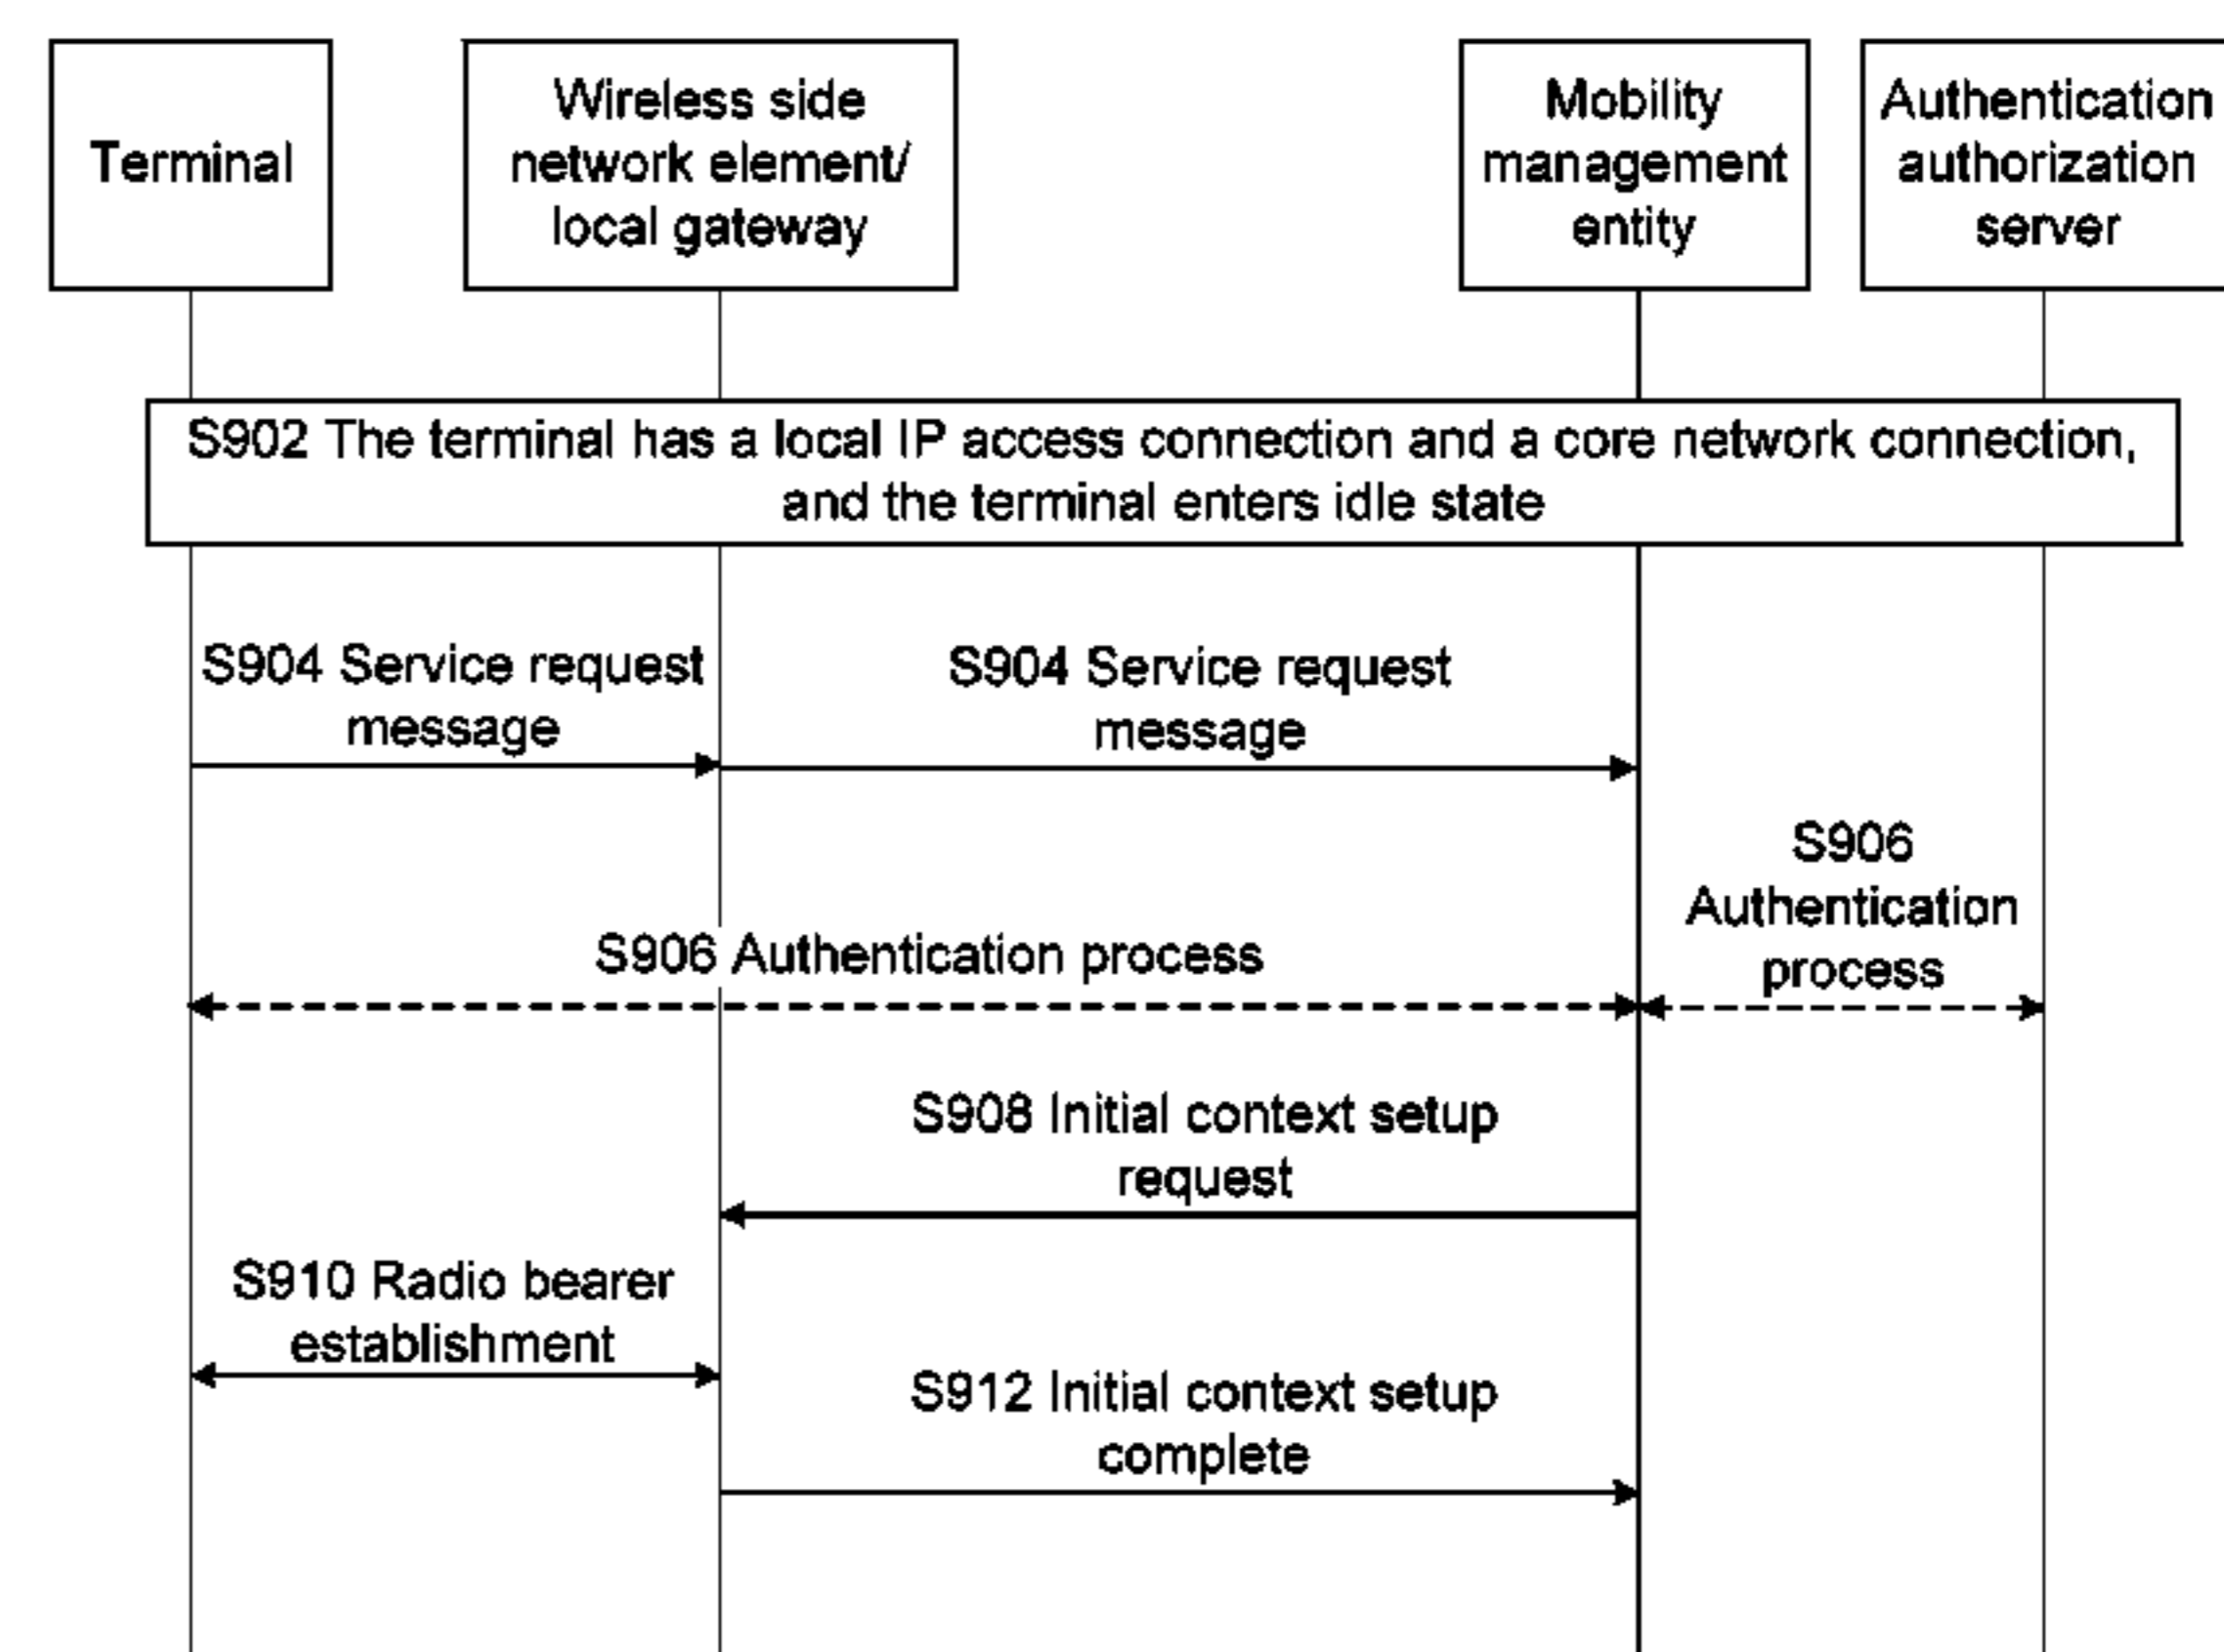 Terminal
Wireless side
network element/
local gateway
Mobility
management
entity
Authentication
authorization
server
S902 The terminal has a local IP access connection and a core network connection,
and the terminal enters idle state
S904 Service request
message
S904 Service request
message
S906
Authentication
process
S906 Authentication process
S908 Initial context setup
request
S910 Radio bearer
establishment
S912 Initial context setup
complete